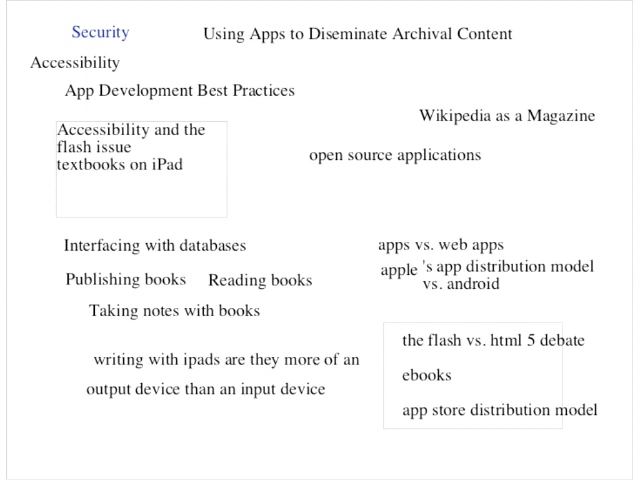 Security
Using Apps to Diseminate Archival Content
Accessibility
App Development Best Practices
Wikipedia as a Magazine
Accessibility and the
flash issue
textbooks on iPad
open source applications
Interfacing with databases
apps vs. web apps
apple 's app distribution model
vs. android
Publishing books
Reading books
Taking notes with books
the flash vs. html 5 debate
writing with ipads are they more of an
output device than an input device
ebooks
app store distribution model